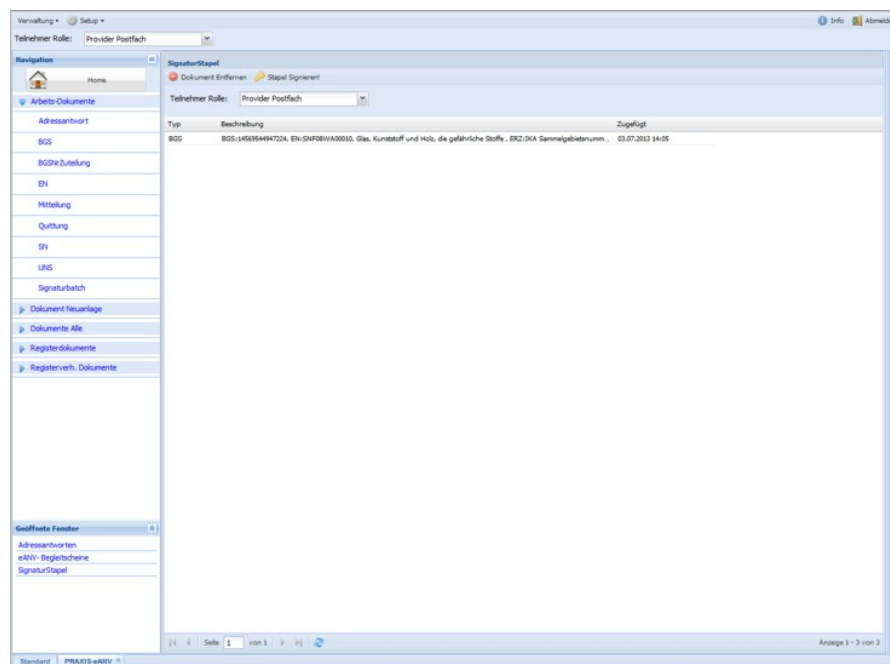 Verwaltung Setup Info Abmelde
Teilnehmer Rolle: Provider Postfach
Navigation
Home
Arbeits-Dokumente
Adressantwort
BGS
BGSNrZuteilung
EN
Mitteilung
Quittung
SN
UNS
Signaturbatch
Dokument Neuanlage
Dokumente Alle
Registerdokumente
Registerverh. Dokumente
Geöffnete Fenster
Adressantworten
eANV- Begleitscheine
SignaturStapel
SignaturStapel
Dokument Entfernen Stapel Signieren!
Teilnehmer Rolle: Provider Postfach
Typ Beschreibung Zugefügt
BGS BGS:14569544947224, EN:SNF08WA00010, Glas, Kunststoff und Holz, die gefährliche Stoffe , ERZ:IKA Sammelgebietsnumm... 03.07.2013 14:05
Seite 1 von 1 Anzeige 1 - 3 von 3
Standard PRAXIS-eANV